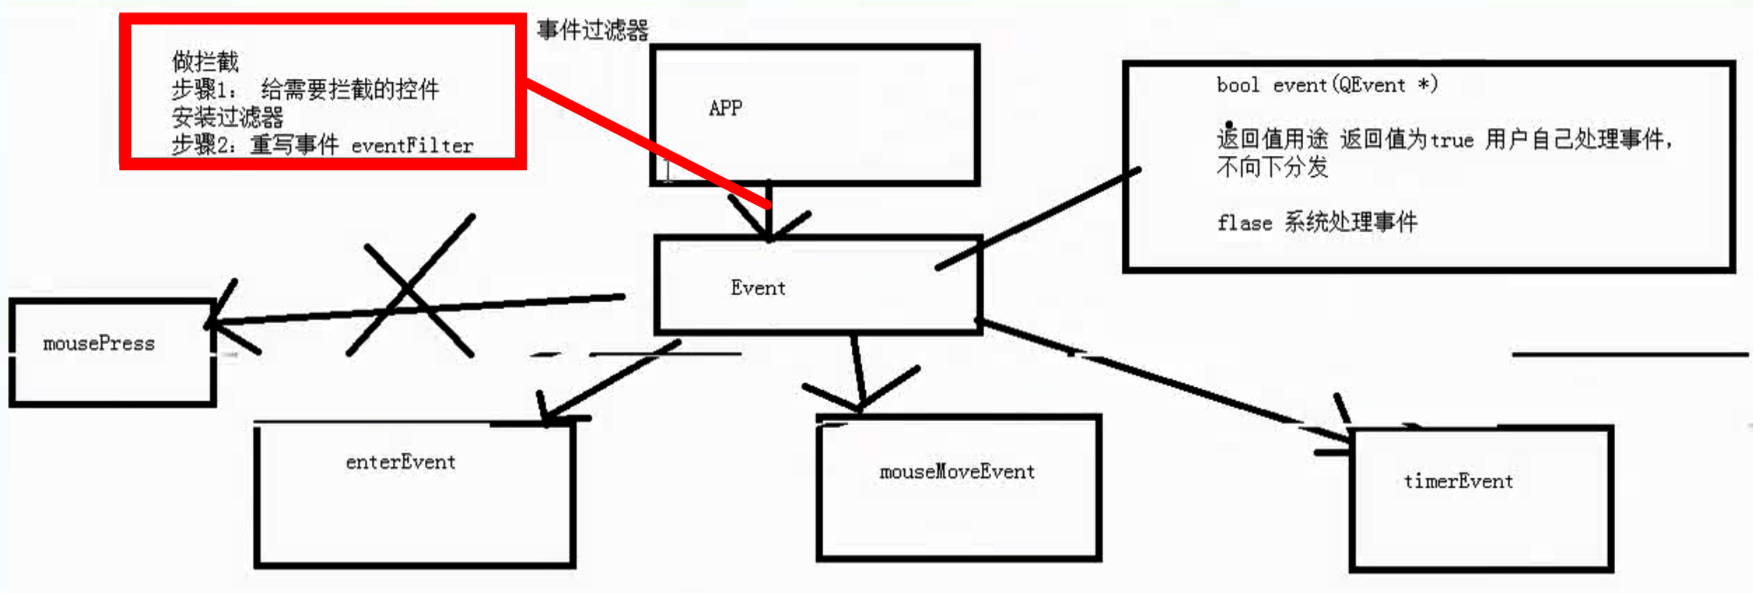 事件过滤器
做拦截
步骤1： 给需要拦截的控件
安装过滤器
步骤2：重写事件 eventFilter
APP
bool event(QEvent *)
返回值用途 返回值为true 用户自己处理事件，
不向下分发
flase 系统处理事件
Event
mousePress
enterEvent
mouseMoveEvent
timerEvent